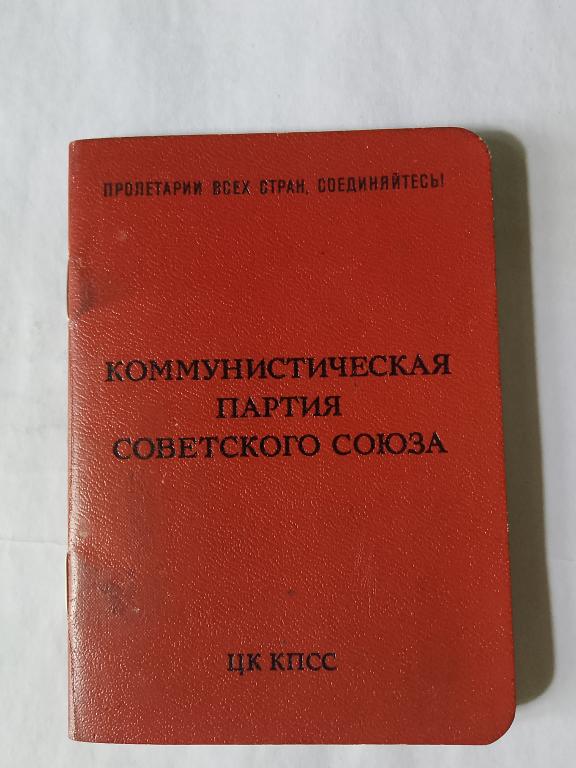 ПРОЛЕТАРИИ ВСЕХ СТРАН, СОЕДИНЯЙТЕСЬ!
КОММУНИСТИЧЕСКАЯ
ПАРТИЯ
СОВЕТСКОГО СОЮЗА
ЦК КПСС